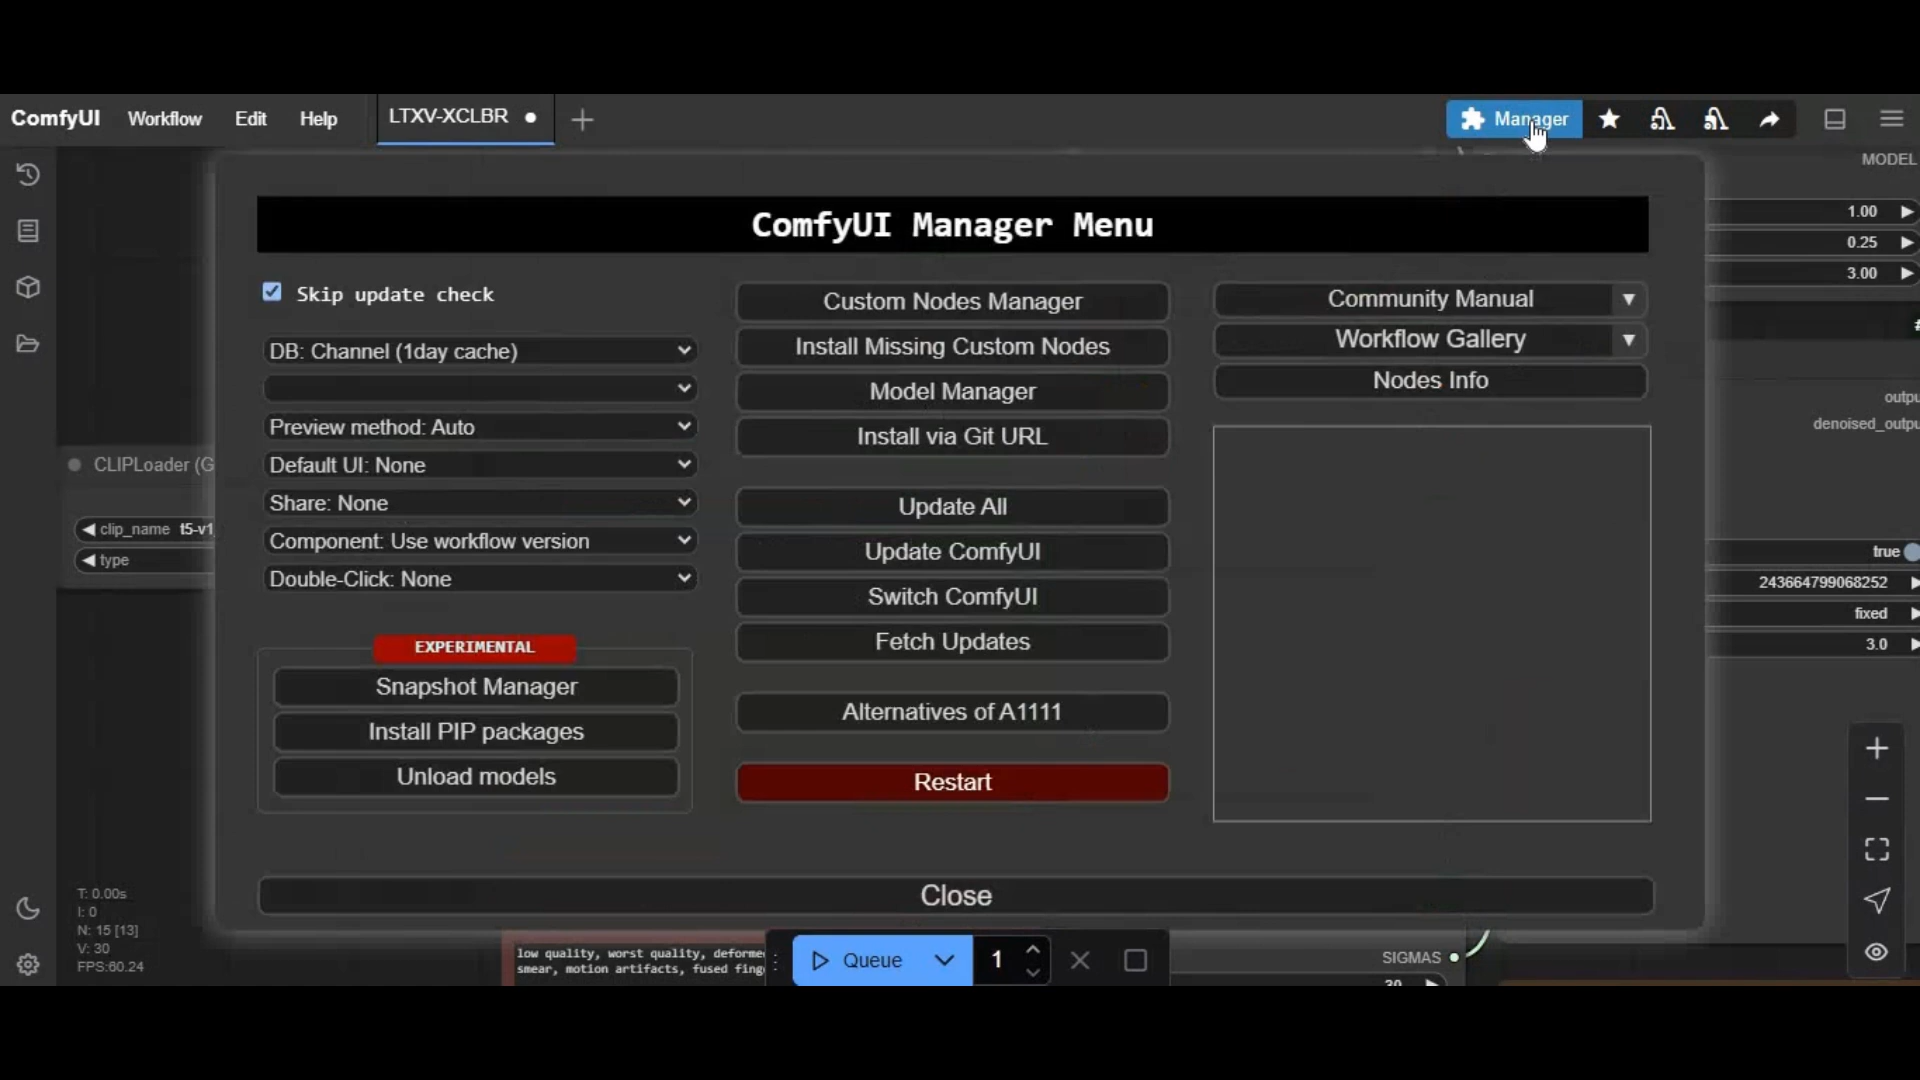 ComfyUI Workflow Edit Help LTXV-XCLBR
Manager
MODEL
ComfyUI Manager Menu
1.00
0.25
3.00
Skip update check
DB: Channel (1day cache)
Preview method: Auto
Default UI: None
Share: None
Component: Use workflow version
Double-Click: None
EXPERIMENTAL
Snapshot Manager
Install PIP packages
Unload models
Custom Nodes Manager
Install Missing Custom Nodes
Model Manager
Install via Git URL
Update All
Update ComfyUI
Switch ComfyUI
Fetch Updates
Alternatives of A1111
Restart
Community Manual
Workflow Gallery
Nodes Info
Close
CLIPLoader (G
clip_name t5-v1
type
outpu
denoised_outpu
true
243664799068252
fixed
3.0
T: 0.00s
I: 0
N: 15 [13]
V: 30
FPS:60.24
low quality, worst quality, deforme
smear, motion artifacts, fused fing
Queue
1
SIGMAS